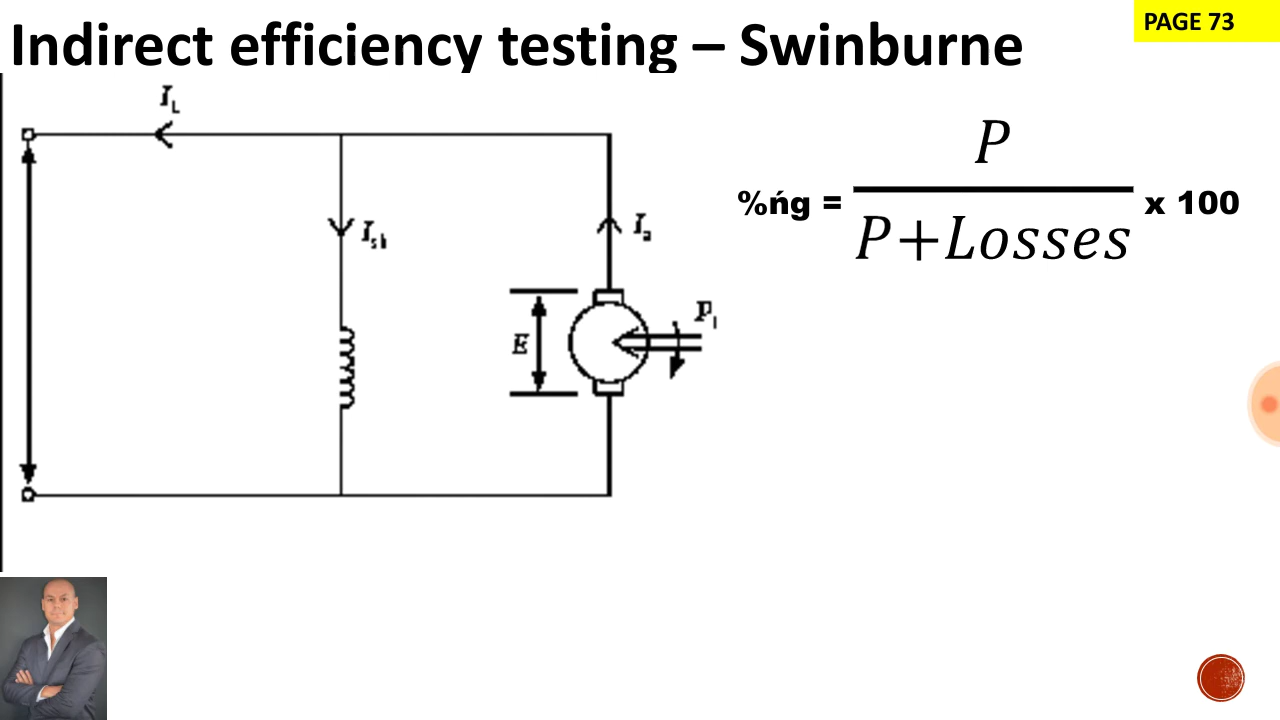 Indirect efficiency testing – Swinburne
PAGE 73
I_L
I_sh
I_a
E
P_i
%ńg = P / P+Losses x 100